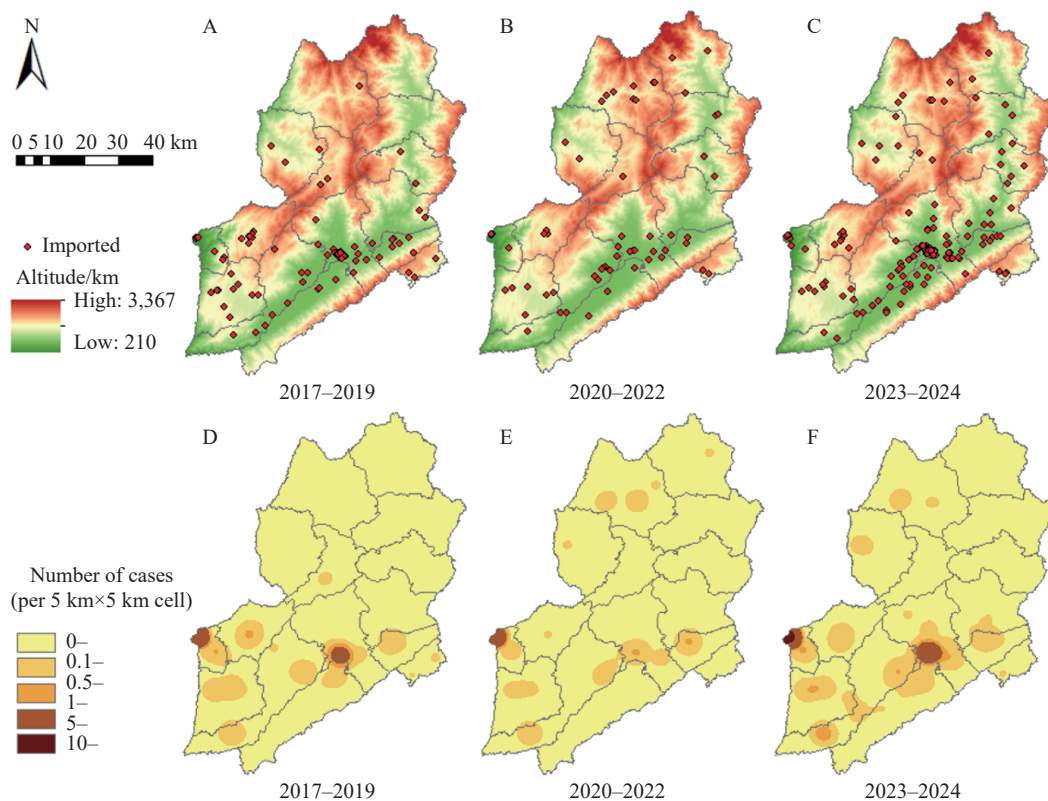 N
A
B
C
0 5 10 20 30 40 km
Imported
Altitude/km
High: 3,367
Low: 210
2017–2019
2020–2022
2023–2024
D
E
F
Number of cases
(per 5 km×5 km cell)
0–
0.1–
0.5–
1–
5–
10–
2017–2019
2020–2022
2023–2024